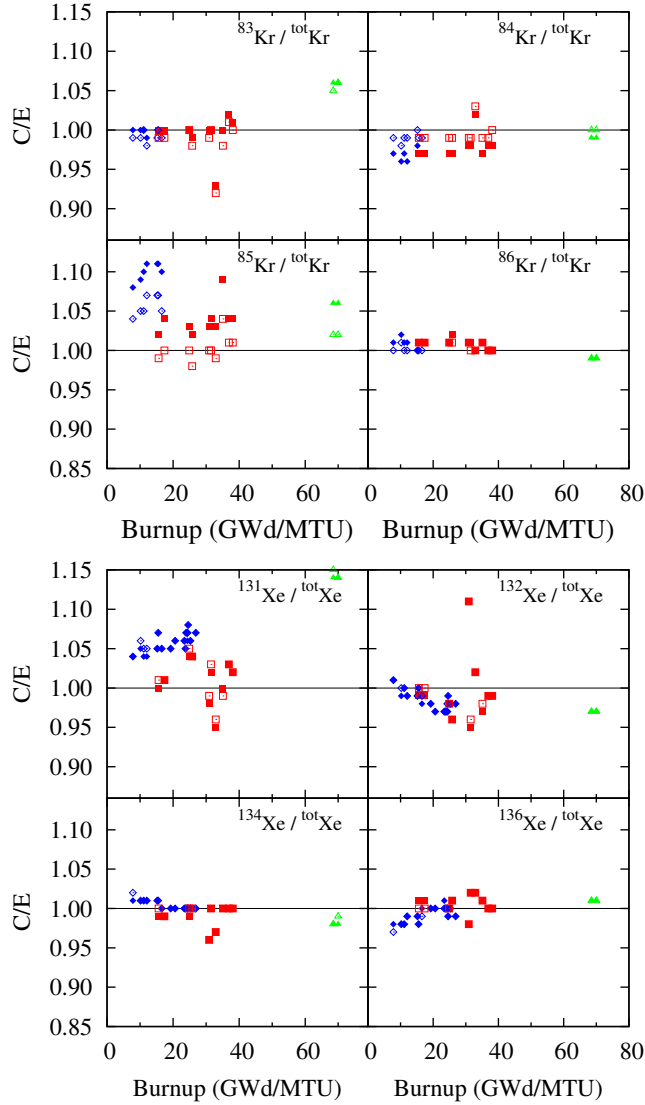 1.15
1.10
1.05
1.00
0.95
0.90
C/E
⁸³Kr / ᵗᵒᵗKr
⁸⁴Kr / ᵗᵒᵗKr
1.10
1.05
1.00
0.95
0.90
0.85
C/E
⁸⁵Kr / ᵗᵒᵗKr
⁸⁶Kr / ᵗᵒᵗKr
0 20 40 60 0 20 40 60 80
Burnup (GWd/MTU) Burnup (GWd/MTU)
1.15
1.10
1.05
1.00
0.95
0.90
C/E
¹³¹Xe / ᵗᵒᵗXe
¹³²Xe / ᵗᵒᵗXe
1.10
1.05
1.00
0.95
0.90
0.85
C/E
¹³⁴Xe / ᵗᵒᵗXe
¹³⁶Xe / ᵗᵒᵗXe
0 20 40 60 0 20 40 60 80
Burnup (GWd/MTU) Burnup (GWd/MTU)